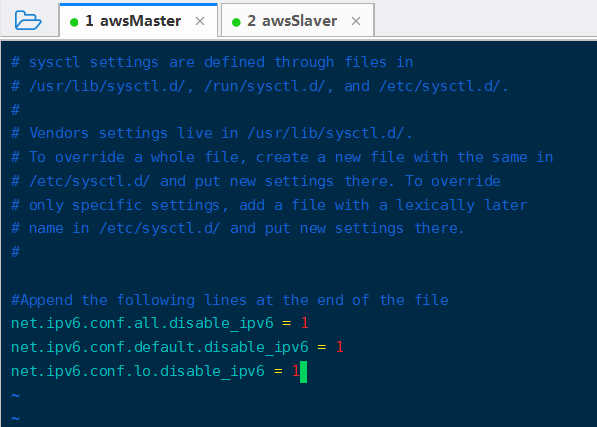 1 awsMaster × 2 awsSlaver ×
# sysctl settings are defined through files in
# /usr/lib/sysctl.d/, /run/sysctl.d/, and /etc/sysctl.d/.
#
# Vendors settings live in /usr/lib/sysctl.d/.
# To override a whole file, create a new file with the same in
# /etc/sysctl.d/ and put new settings there. To override
# only specific settings, add a file with a lexically later
# name in /etc/sysctl.d/ and put new settings there.
#
#Append the following lines at the end of the file
net.ipv6.conf.all.disable_ipv6 = 1
net.ipv6.conf.default.disable_ipv6 = 1
net.ipv6.conf.lo.disable_ipv6 = 1
~
~